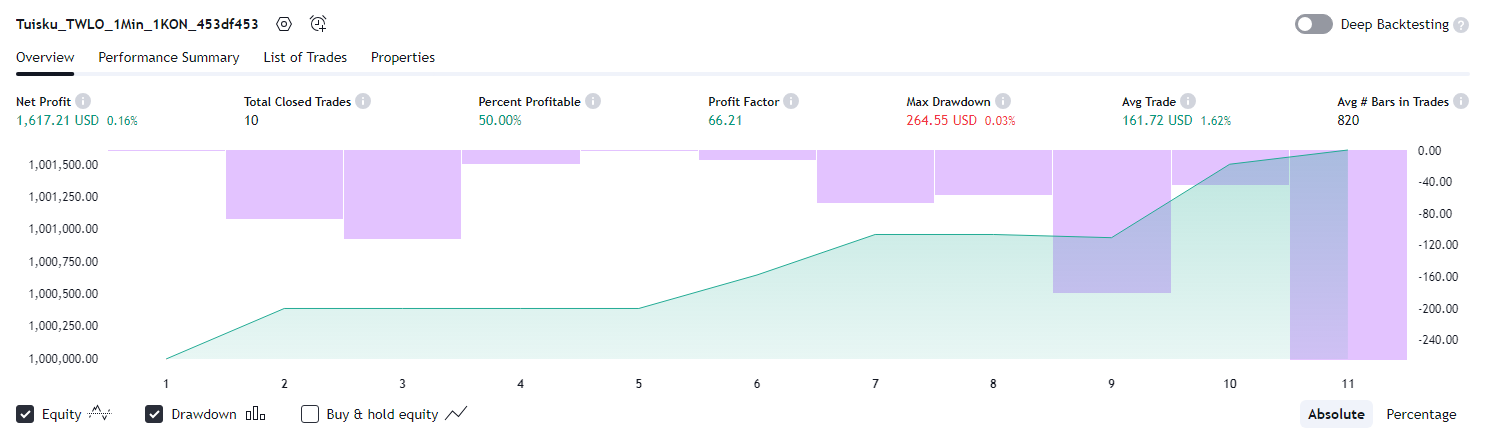 Tuisku_TWLO_1Min_1KON_453df453
Deep Backtesting ?
Overview Performance Summary List of Trades Properties
Net Profit Total Closed Trades Percent Profitable Profit Factor Max Drawdown Avg Trade Avg # Bars in Trades
1,617.21 USD 0.16% 10 50.00% 66.21 264.55 USD 0.03% 161.72 USD 1.62% 820
1,001,500.00
1,001,250.00
1,001,000.00
1,000,750.00
1,000,500.00
1,000,250.00
1,000,000.00
0.00
-40.00
-80.00
-120.00
-160.00
-200.00
-240.00
1 2 3 4 5 6 7 8 9 10 11
Equity Drawdown Buy & hold equity Absolute Percentage